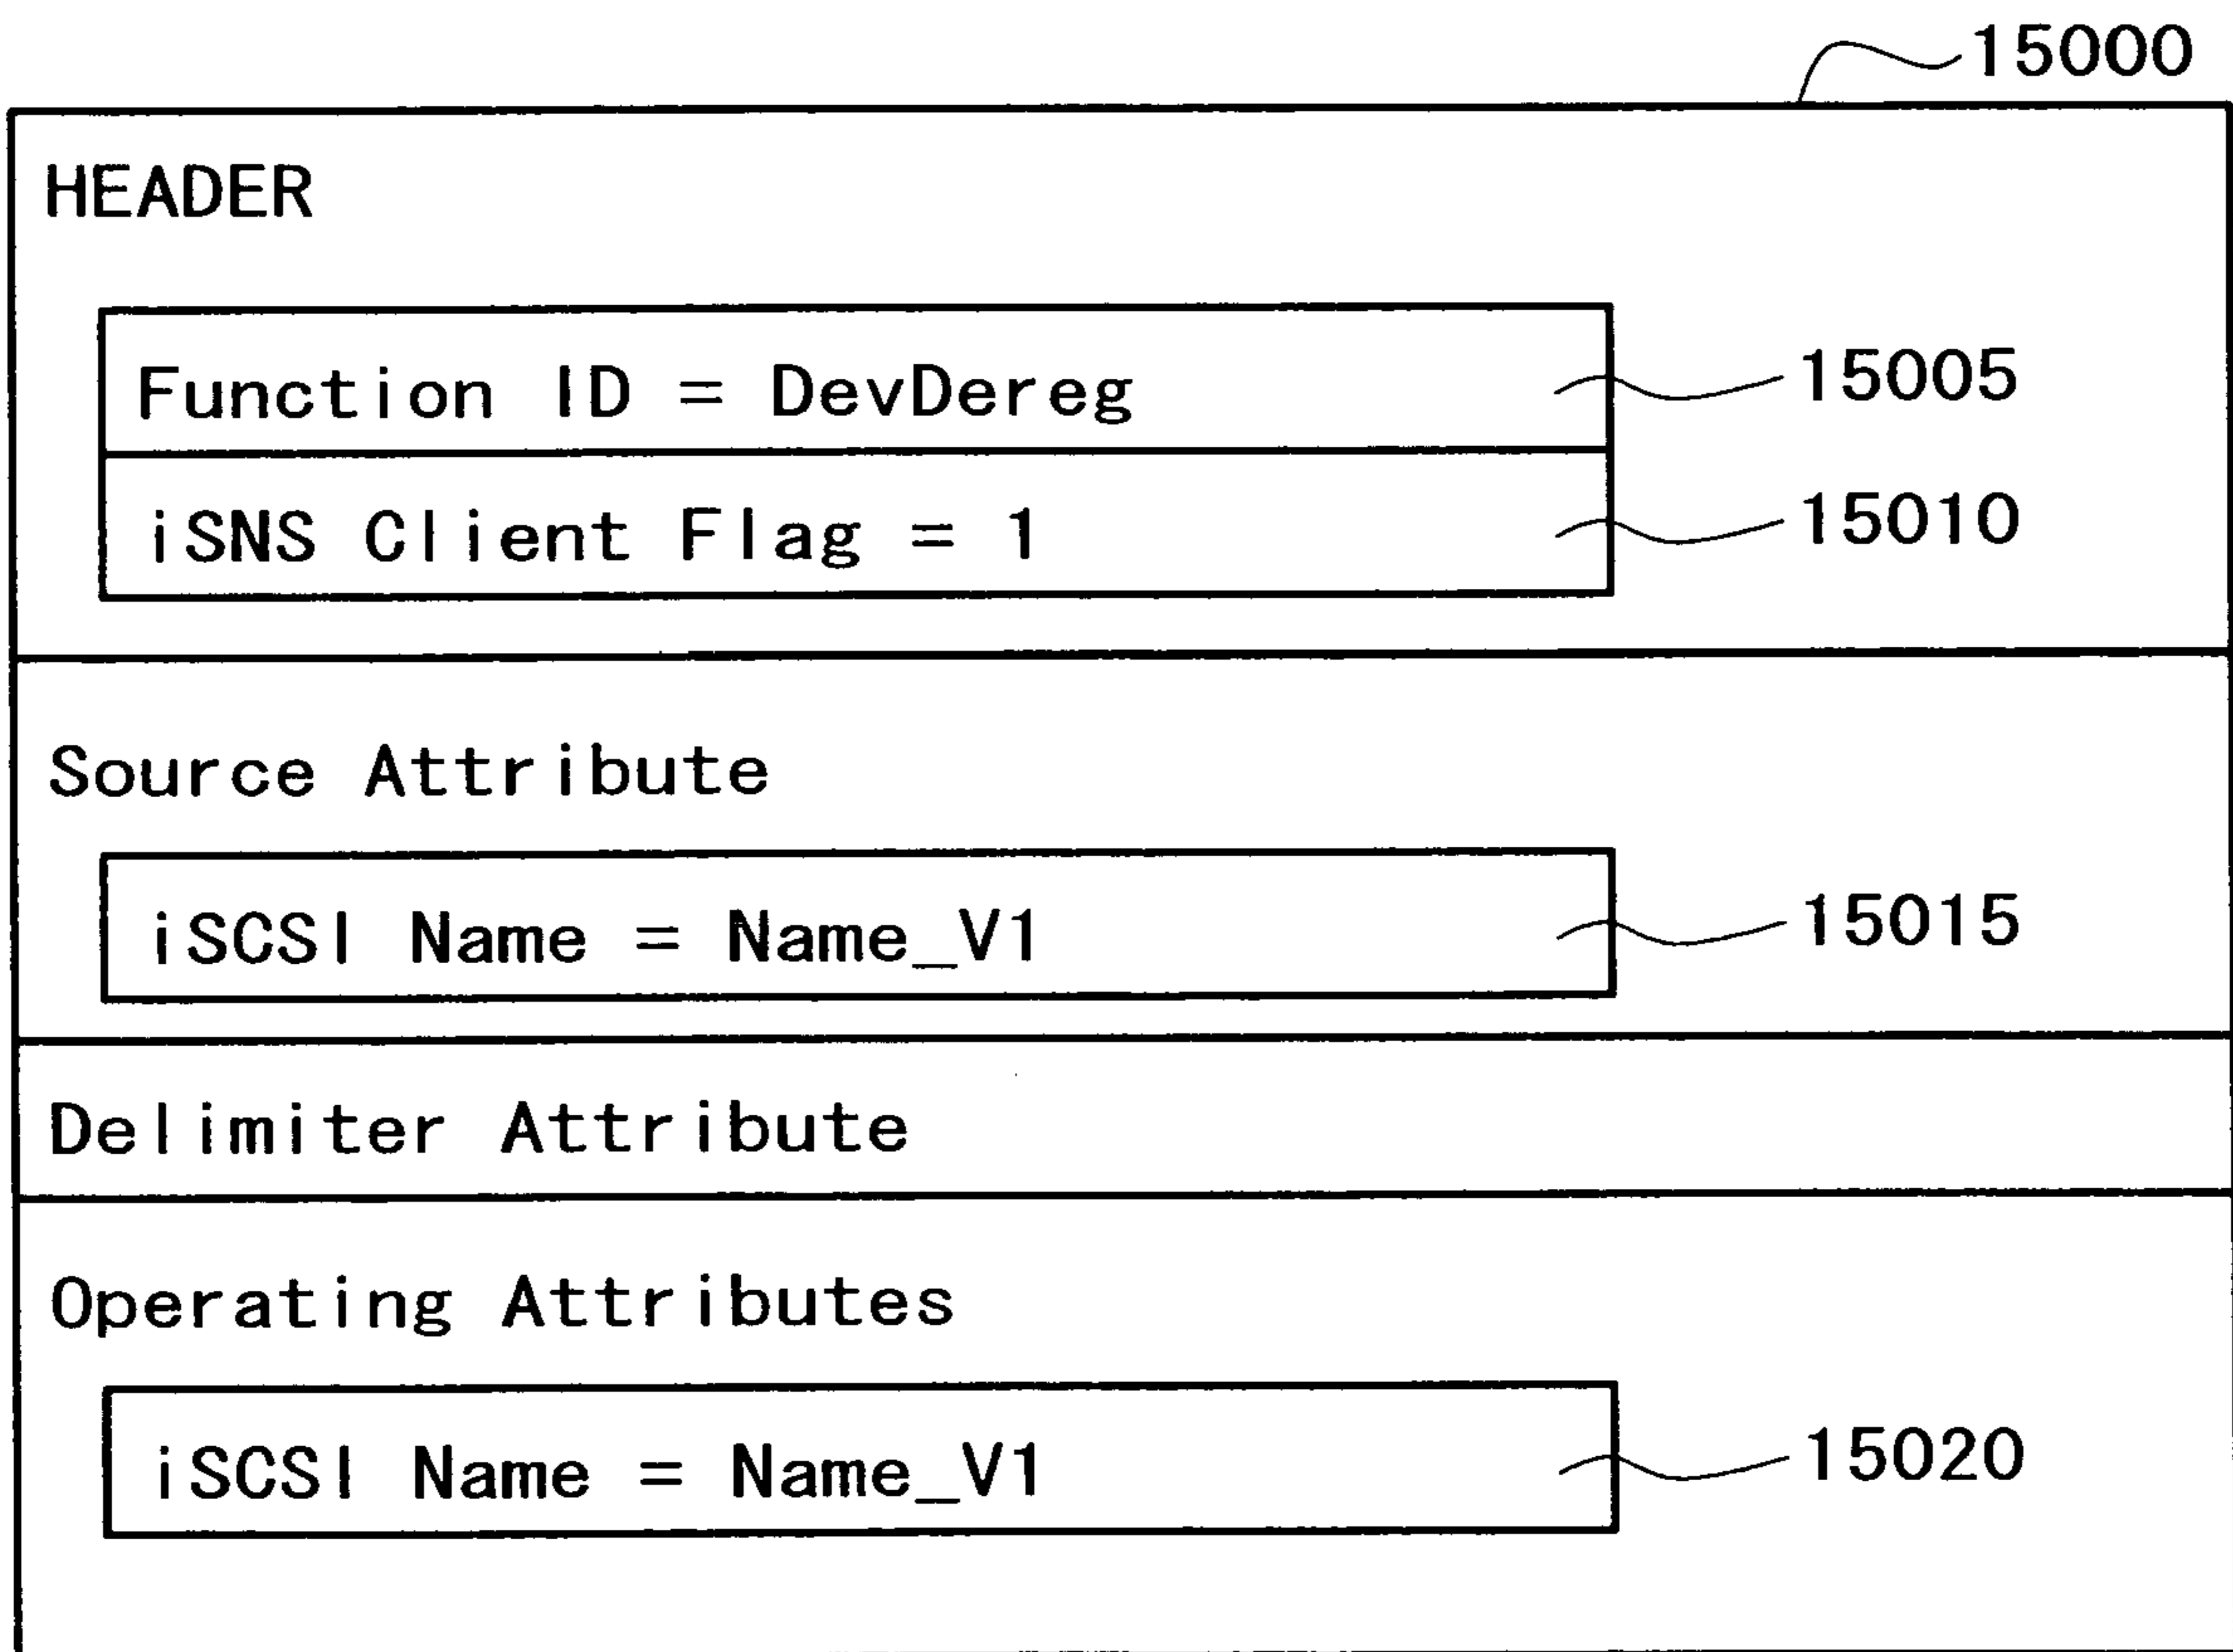 15000
HEADER
Function ID = DevDereg
15005
iSNS Client Flag = 1
15010
Source Attribute
iSCSI Name = Name_V1
15015
Delimiter Attribute
Operating Attributes
iSCSI Name = Name_V1
15020